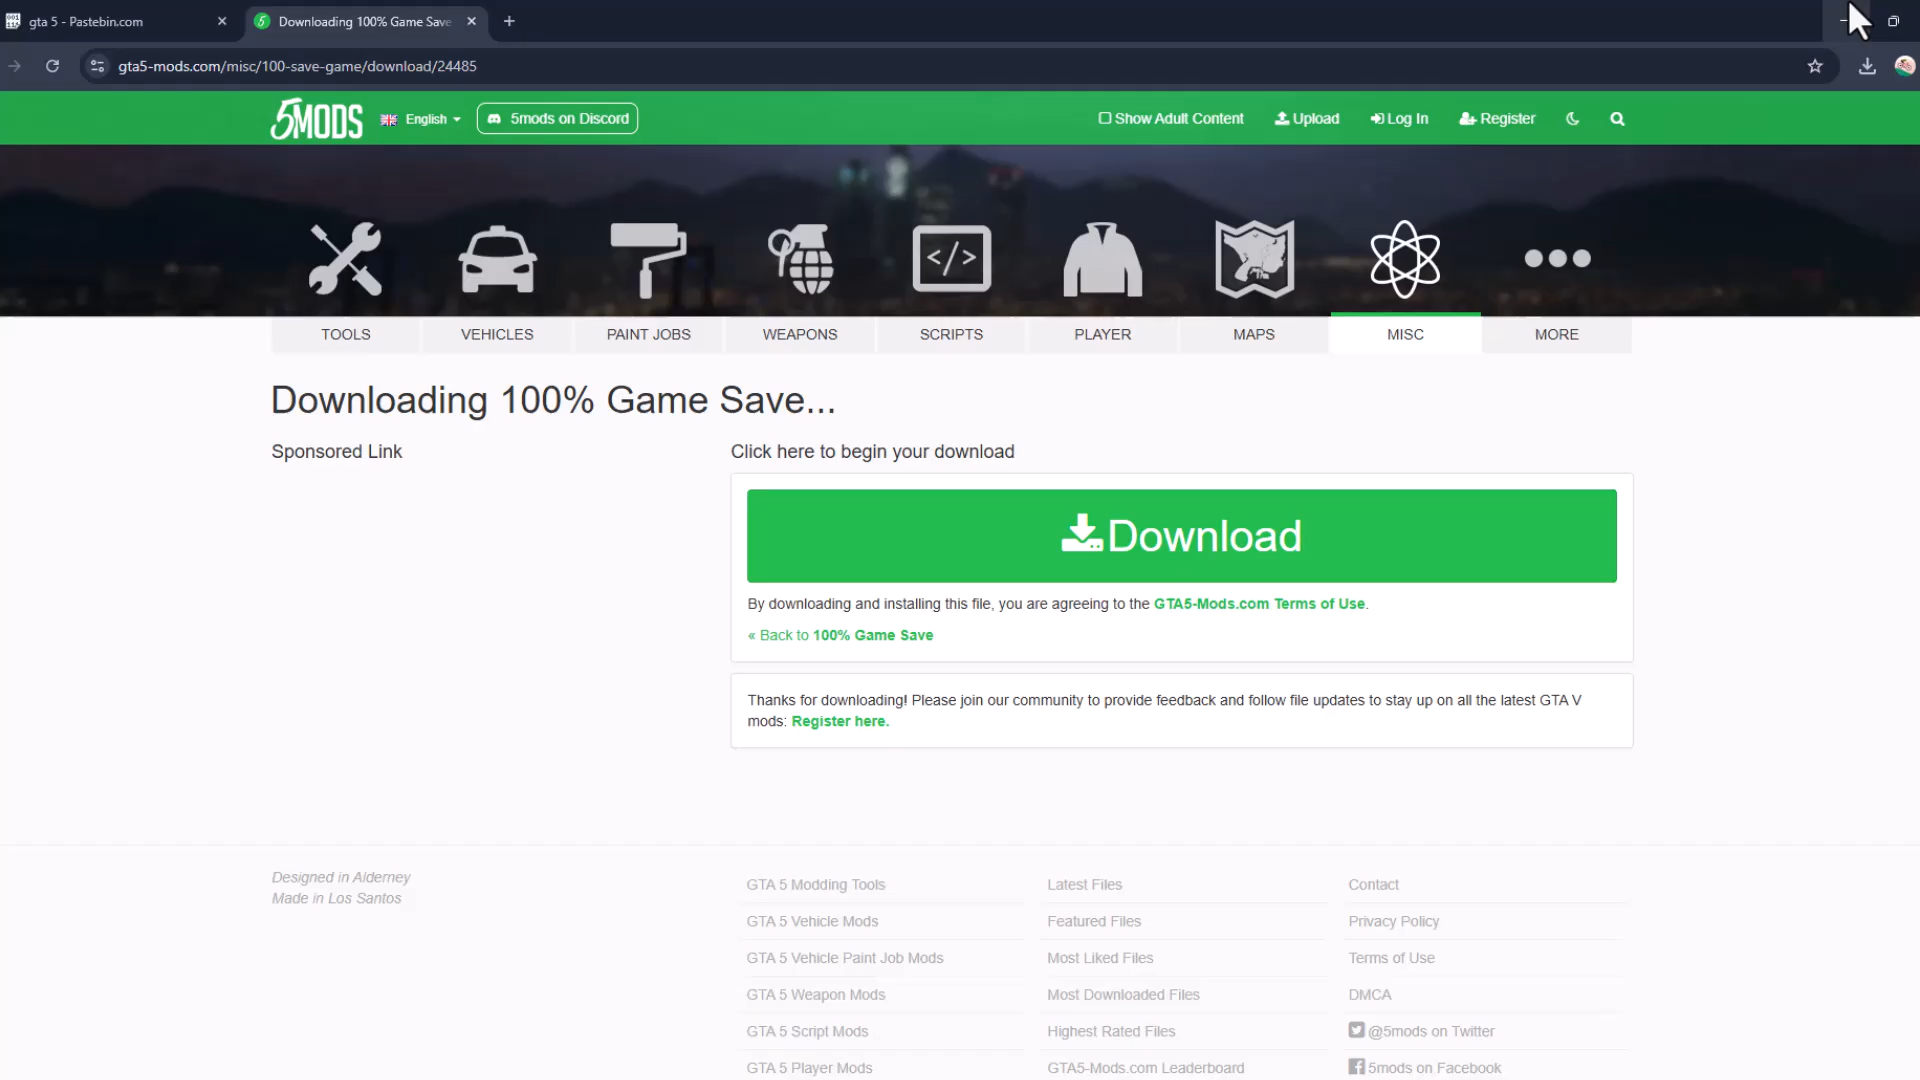 gta 5 - Pastebin.com
Downloading 100% Game Save
gta5-mods.com/misc/100-save-game/download/24485
5MODS
English
5mods on Discord
Show Adult Content
Upload
Log In
Register
TOOLS
VEHICLES
PAINT JOBS
WEAPONS
SCRIPTS
PLAYER
MAPS
MISC
MORE
Downloading 100% Game Save...
Sponsored Link
Click here to begin your download
Download
By downloading and installing this file, you are agreeing to the GTA5-Mods.com Terms of Use.
« Back to 100% Game Save
Thanks for downloading! Please join our community to provide feedback and follow file updates to stay up on all the latest GTA V
mods: Register here.
Designed in Alderney
Made in Los Santos
GTA 5 Modding Tools
GTA 5 Vehicle Mods
GTA 5 Vehicle Paint Job Mods
GTA 5 Weapon Mods
GTA 5 Script Mods
GTA 5 Player Mods
Latest Files
Featured Files
Most Liked Files
Most Downloaded Files
Highest Rated Files
GTA5-Mods.com Leaderboard
Contact
Privacy Policy
Terms of Use
DMCA
@5mods on Twitter
5mods on Facebook